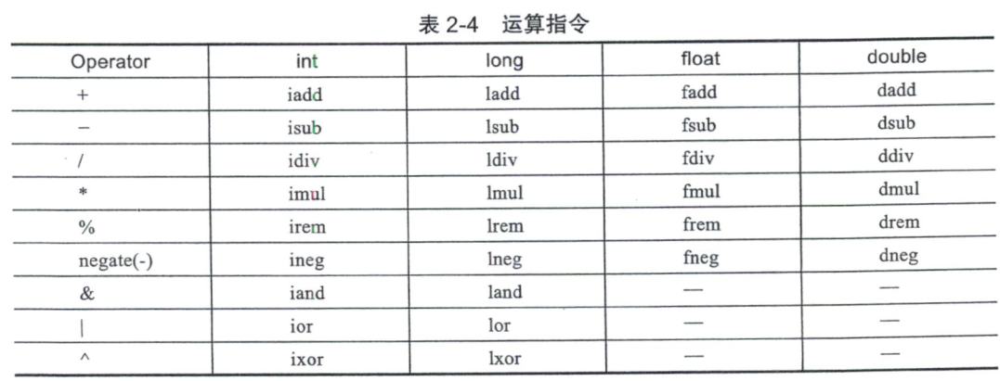 表 2-4 运算指令
Operator int long float double
+ iadd ladd fadd dadd
− isub lsub fsub dsub
/ idiv ldiv fdiv ddiv
* imul lmul fmul dmul
% irem lrem frem drem
negate(-) ineg lneg fneg dneg
& iand land — —
| ior lor — —
^ ixor lxor — —